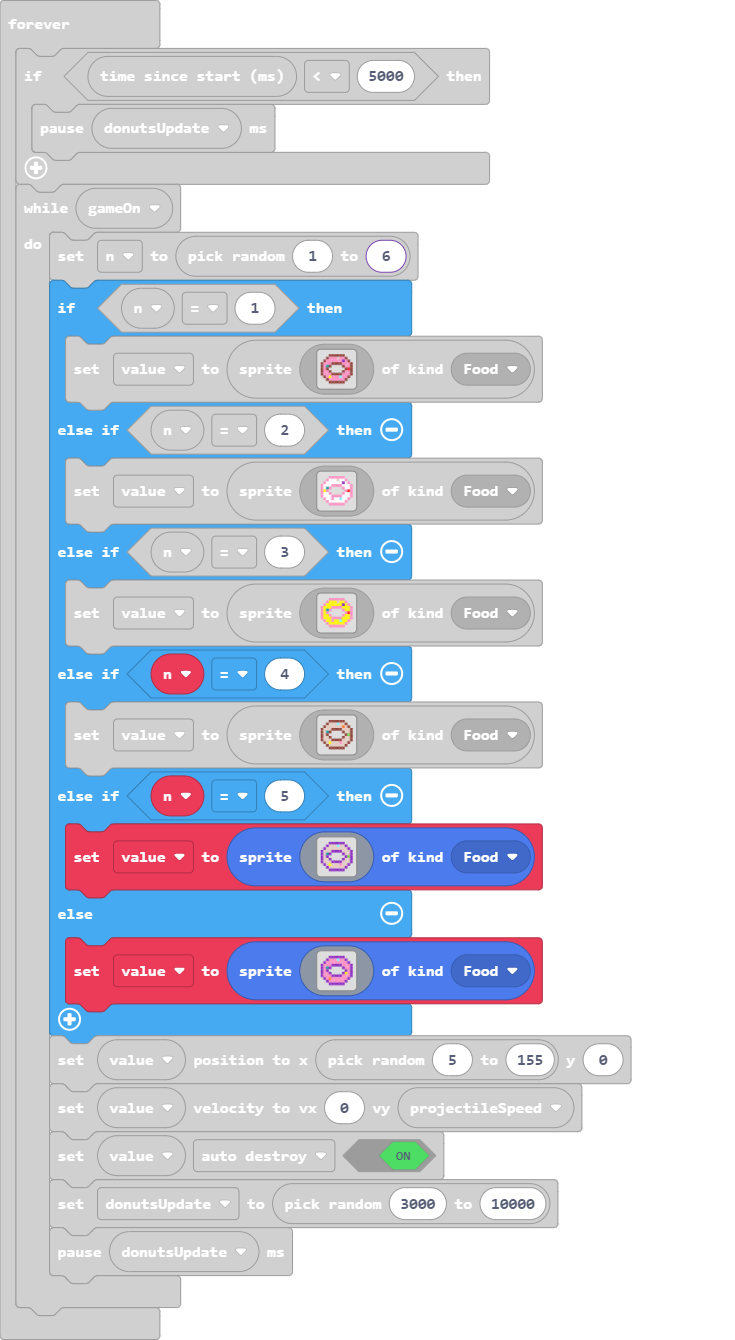 forever
if time since start (ms) < 5000 then
pause donutsUpdate ms
while gameOn
do
set n to pick random 1 to 6
if n = 1 then
set value to sprite of kind Food
else if n = 2 then
set value to sprite of kind Food
else if n = 3 then
set value to sprite of kind Food
else if n = 4 then
set value to sprite of kind Food
else if n = 5 then
set value to sprite of kind Food
else
set value to sprite of kind Food
set value position to x pick random 5 to 155 y 0
set value velocity to vx 0 vy projectileSpeed
set value auto destroy ON
set donutsUpdate to pick random 3000 to 10000
pause donutsUpdate ms